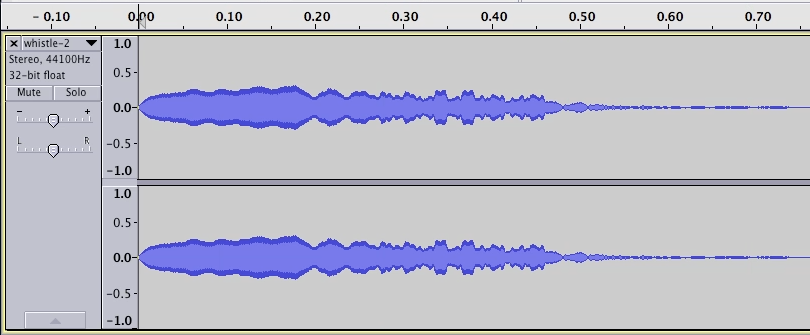 - 0.10 0.00 0.10 0.20 0.30 0.40 0.50 0.60 0.70
× whistle-2 ▼
Stereo, 44100Hz
32-bit float
Mute Solo
- +
L R
1.0
0.5-
0.0-
-0.5-
-1.0
1.0
0.5-
0.0-
-0.5-
-1.0